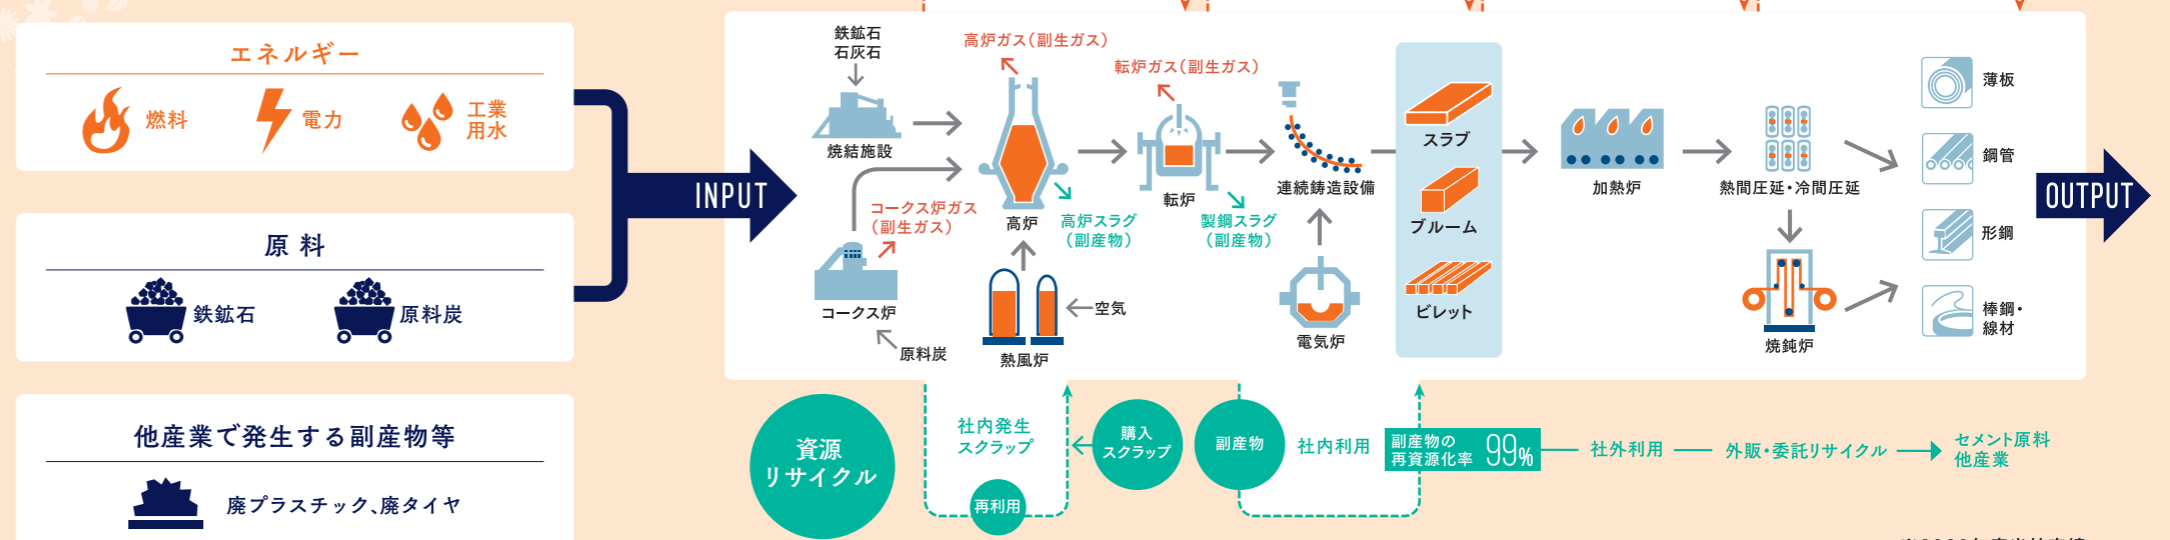 エネルギー
燃料
電力
工業
用水
原料
鉄鉱石
原料炭
他産業で発生する副産物等
廃プラスチック、廃タイヤ
INPUT
鉄鉱石
石灰石
焼結施設
コークス炉ガス
（副生ガス）
コークス炉
原料炭
高炉ガス（副生ガス）
高炉
高炉スラグ
（副産物）
熱風炉
空気
転炉ガス（副生ガス）
転炉
製鋼スラグ
（副産物）
連続鋳造設備
電気炉
スラブ
ブルーム
ビレット
加熱炉
熱間圧延・冷間圧延
焼鈍炉
薄板
鋼管
形鋼
棒鋼・
線材
OUTPUT
資源
リサイクル
社内発生
スクラップ
再利用
購入
スクラップ
副産物
社内利用
副産物の
再資源化率 99%
社外利用
外販・委託リサイクル
セメント原料
他産業